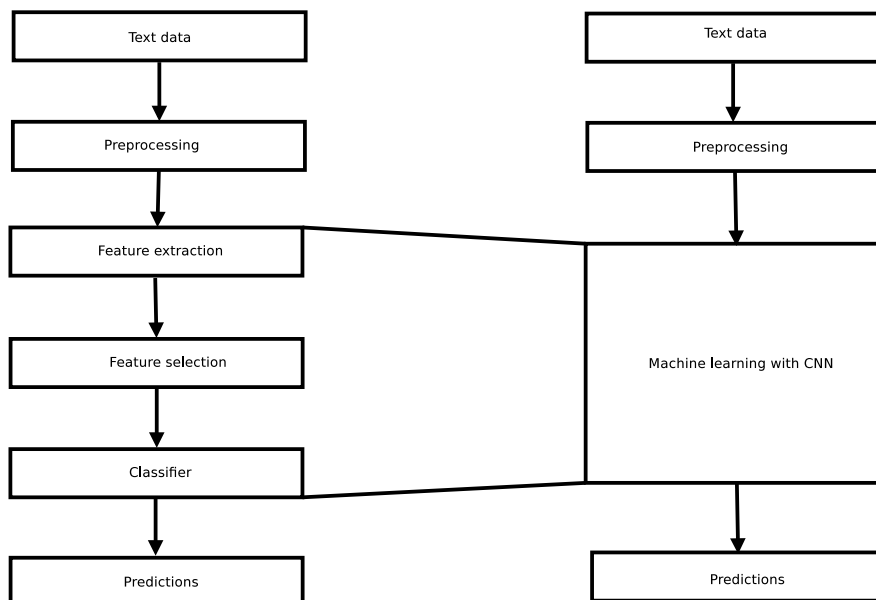 Text data
Preprocessing
Feature extraction
Feature selection
Classifier
Predictions
Text data
Preprocessing
Machine learning with CNN
Predictions